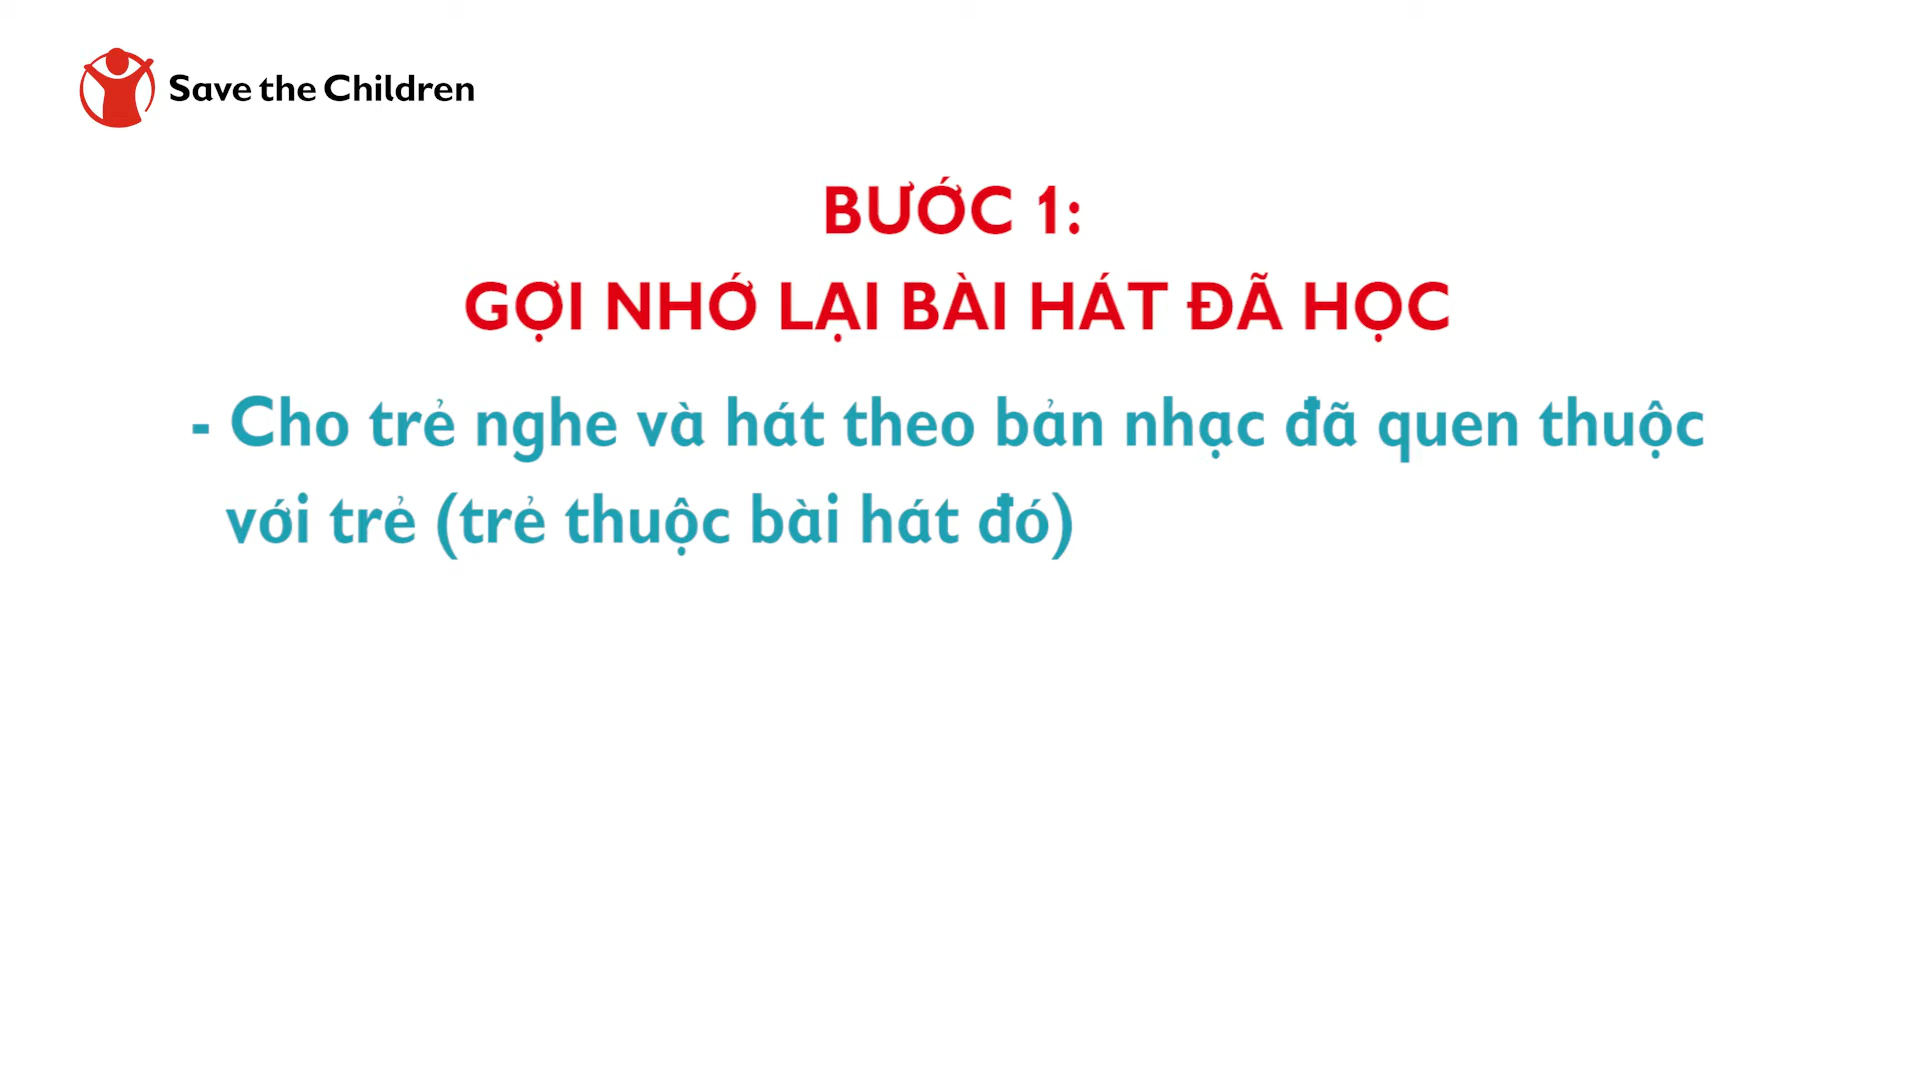 Save the Children
BƯỚC 1:
GỢI NHỚ LẠI BÀI HÁT ĐÃ HỌC
- Cho trẻ nghe và hát theo bản nhạc đã quen thuộc
với trẻ (trẻ thuộc bài hát đó)